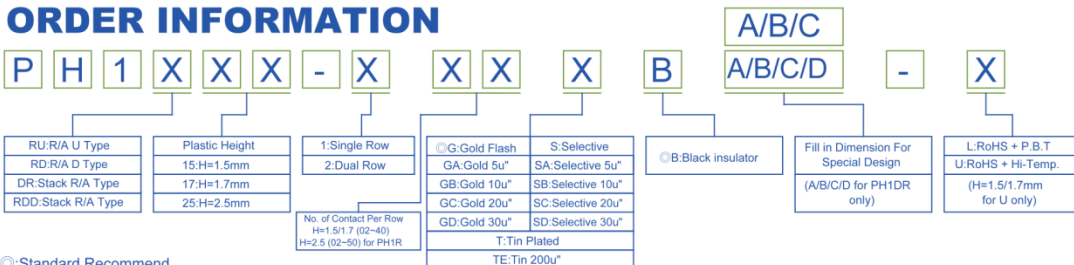 ORDER INFORMATION
A/B/C
P H 1 X X X - X X X X B A/B/C/D - X
RU:R/A U Type
RD:R/A D Type
DR:Stack R/A Type
RDD:Stack R/A Type
Plastic Height
15:H=1.5mm
17:H=1.7mm
25:H=2.5mm
1:Single Row
2:Dual Row
No. of Contact Per Row
H=1.5/1.7 (02~40)
H=2.5 (02~50) for PH1R
◎G:Gold Flash
GA:Gold 5u"
GB:Gold 10u"
GC:Gold 20u"
GD:Gold 30u"
S:Selective
SA:Selective 5u"
SB:Selective 10u"
SC:Selective 20u"
SD:Selective 30u"
T:Tin Plated
TE:Tin 200u"
◎B:Black insulator
Fill in Dimension For
Special Design
(A/B/C/D for PH1DR
only)
L:RoHS + P.B.T
U:RoHS + Hi-Temp.
(H=1.5/1.7mm
for U only)
◎:Standard Recommend